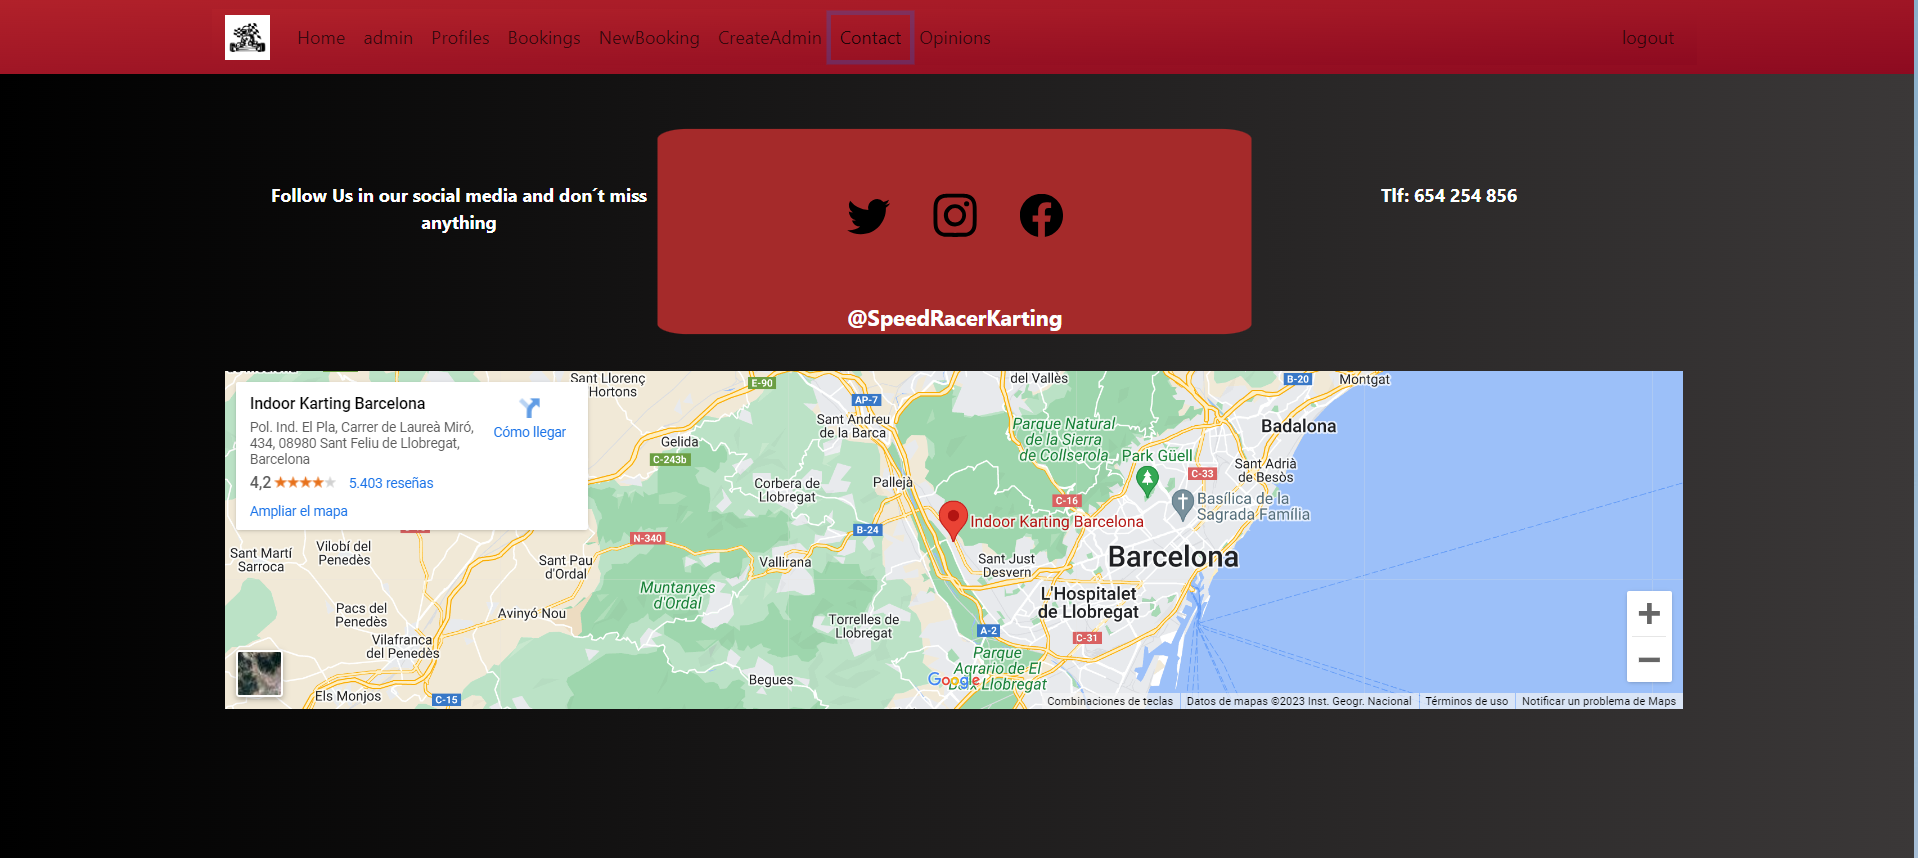 Home admin Profiles Bookings NewBooking CreateAdmin Contact Opinions logout
Follow Us in our social media and don´t miss
anything
@SpeedRacerKarting
Tlf: 654 254 856
Indoor Karting Barcelona
Pol. Ind. El Pla, Carrer de Laureà Miró,
434, 08980 Sant Feliu de Llobregat,
Barcelona
Cómo llegar
4,2 5.403 reseñas
Ampliar el mapa
Sant Llorenç
Hortons
E-90
del Vallès
B-20
Montgat
AP-7
Sant Andreu
de la Barca
Parque Natural
de la Sierra
de Collserola
Badalona
Gelida
C-243b
Park Güell
C-33
Sant Adrià
de Besòs
Corbera de
Llobregat
Pallejà
C-16
Basílica de la
Sagrada Família
Indoor Karting Barcelona
B-24
N-340
Sant Martí
Sarroca
Vilobí del
Penedès
Sant Pau
d'Ordal
Vallirana
Sant Just
Desvern
Barcelona
Muntanyes
d'Ordal
L'Hospitalet
de Llobregat
Pacs del
Penedès
Avinyó Nou
Torrelles de
Llobregat
A-2
C-31
Vilafranca
del Penedès
Parque
Agrario de El
Baix Llobregat
Begues
Google
Els Monjos
C-15
Combinaciones de teclas
Datos de mapas ©2023 Inst. Geogr. Nacional
Términos de uso
Notificar un problema de Maps